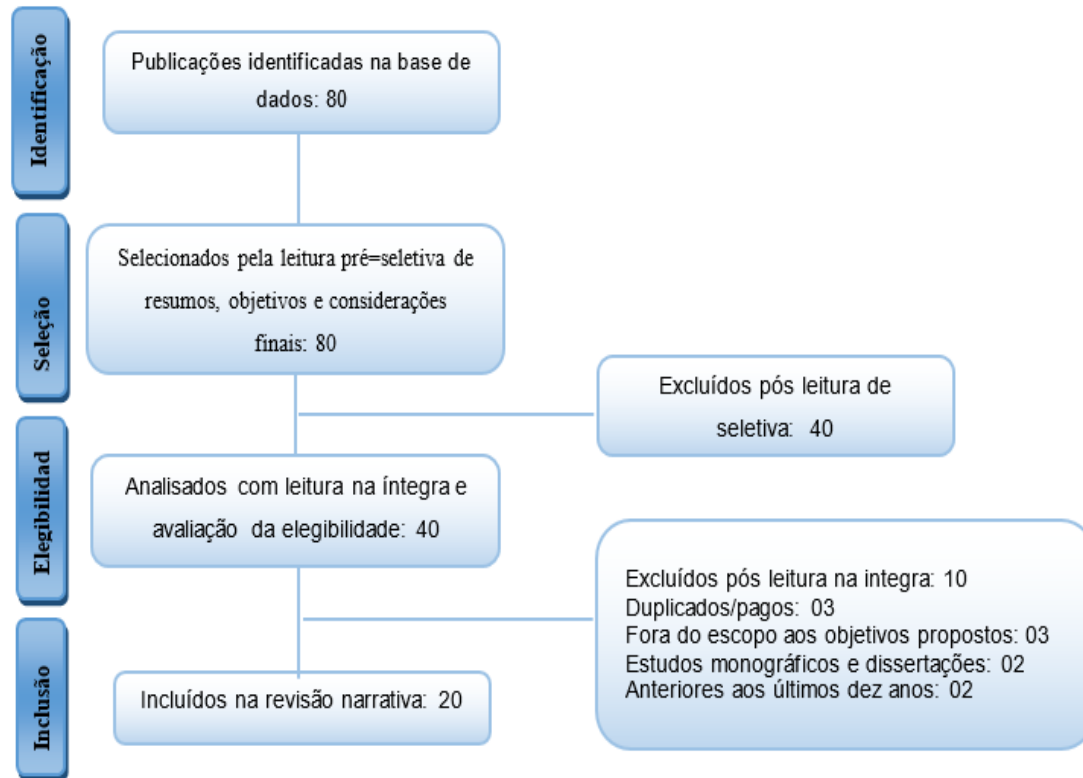 Identificação
Publicações identificadas na base de
dados: 80
Seleção
Selecionados pela leitura pré=seletiva de
resumos, objetivos e considerações
finais: 80
Excluídos pós leitura de
seletiva: 40
Elegibilidad
Analisados com leitura na íntegra e
avaliação da elegibilidade: 40
Excluídos pós leitura na integra: 10
Duplicados/pagos: 03
Fora do escopo aos objetivos propostos: 03
Estudos monográficos e dissertações: 02
Anteriores aos últimos dez anos: 02
Inclusão
Incluídos na revisão narrativa: 20